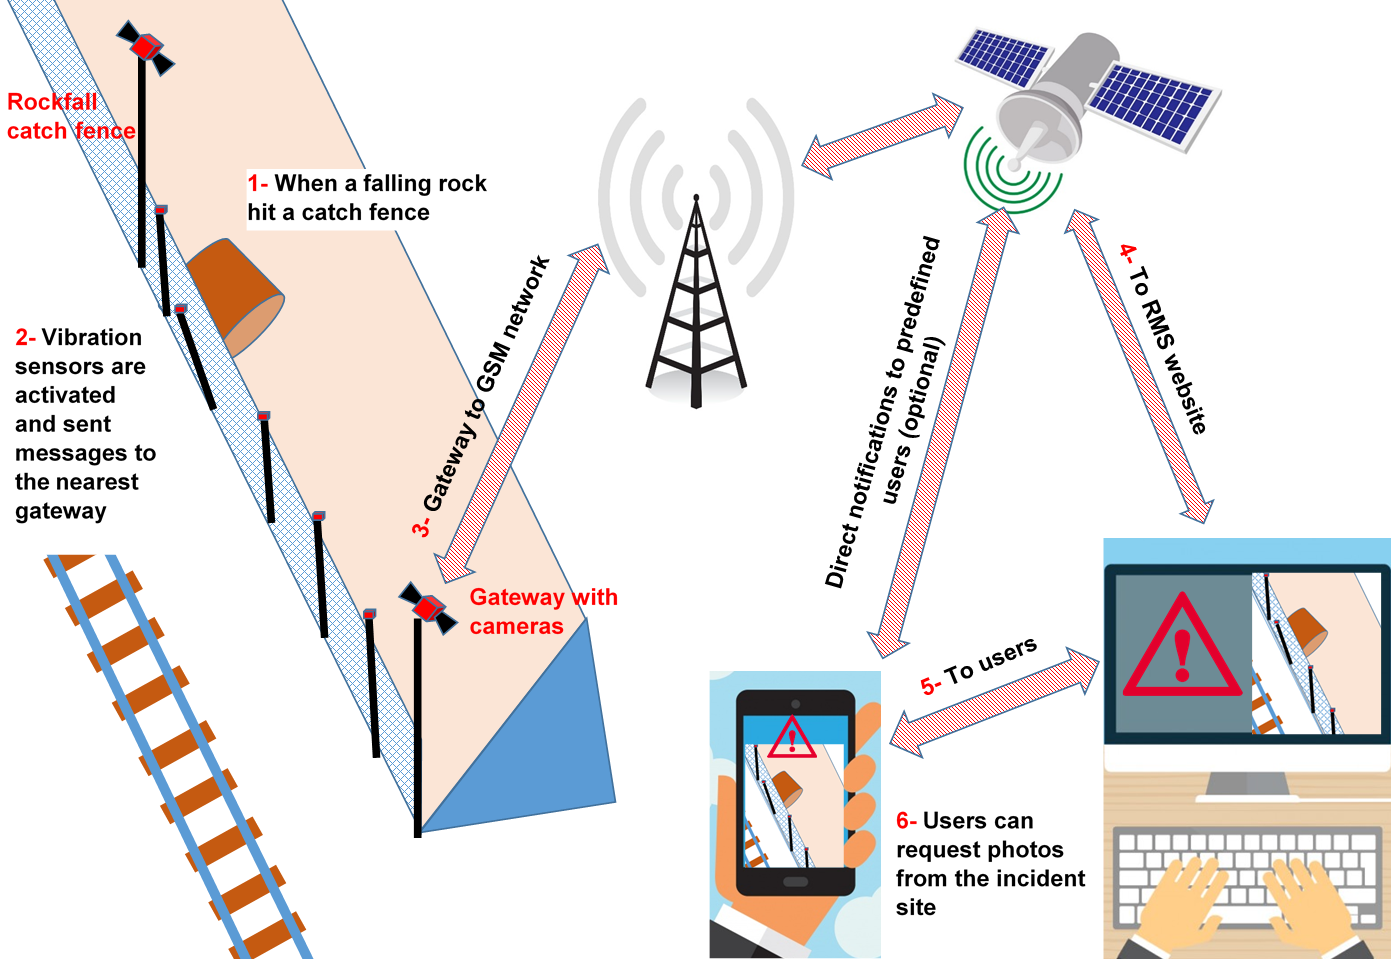 Rockfall
catch fence
1- When a falling rock
hit a catch fence
2- Vibration
sensors are
activated
and sent
messages to
the nearest
gateway
3- Gateway to GSM network
Gateway with
cameras
Direct notifications to predefined
users (optional)
4- To RMS website
5- To users
6- Users can
request photos
from the incident
site